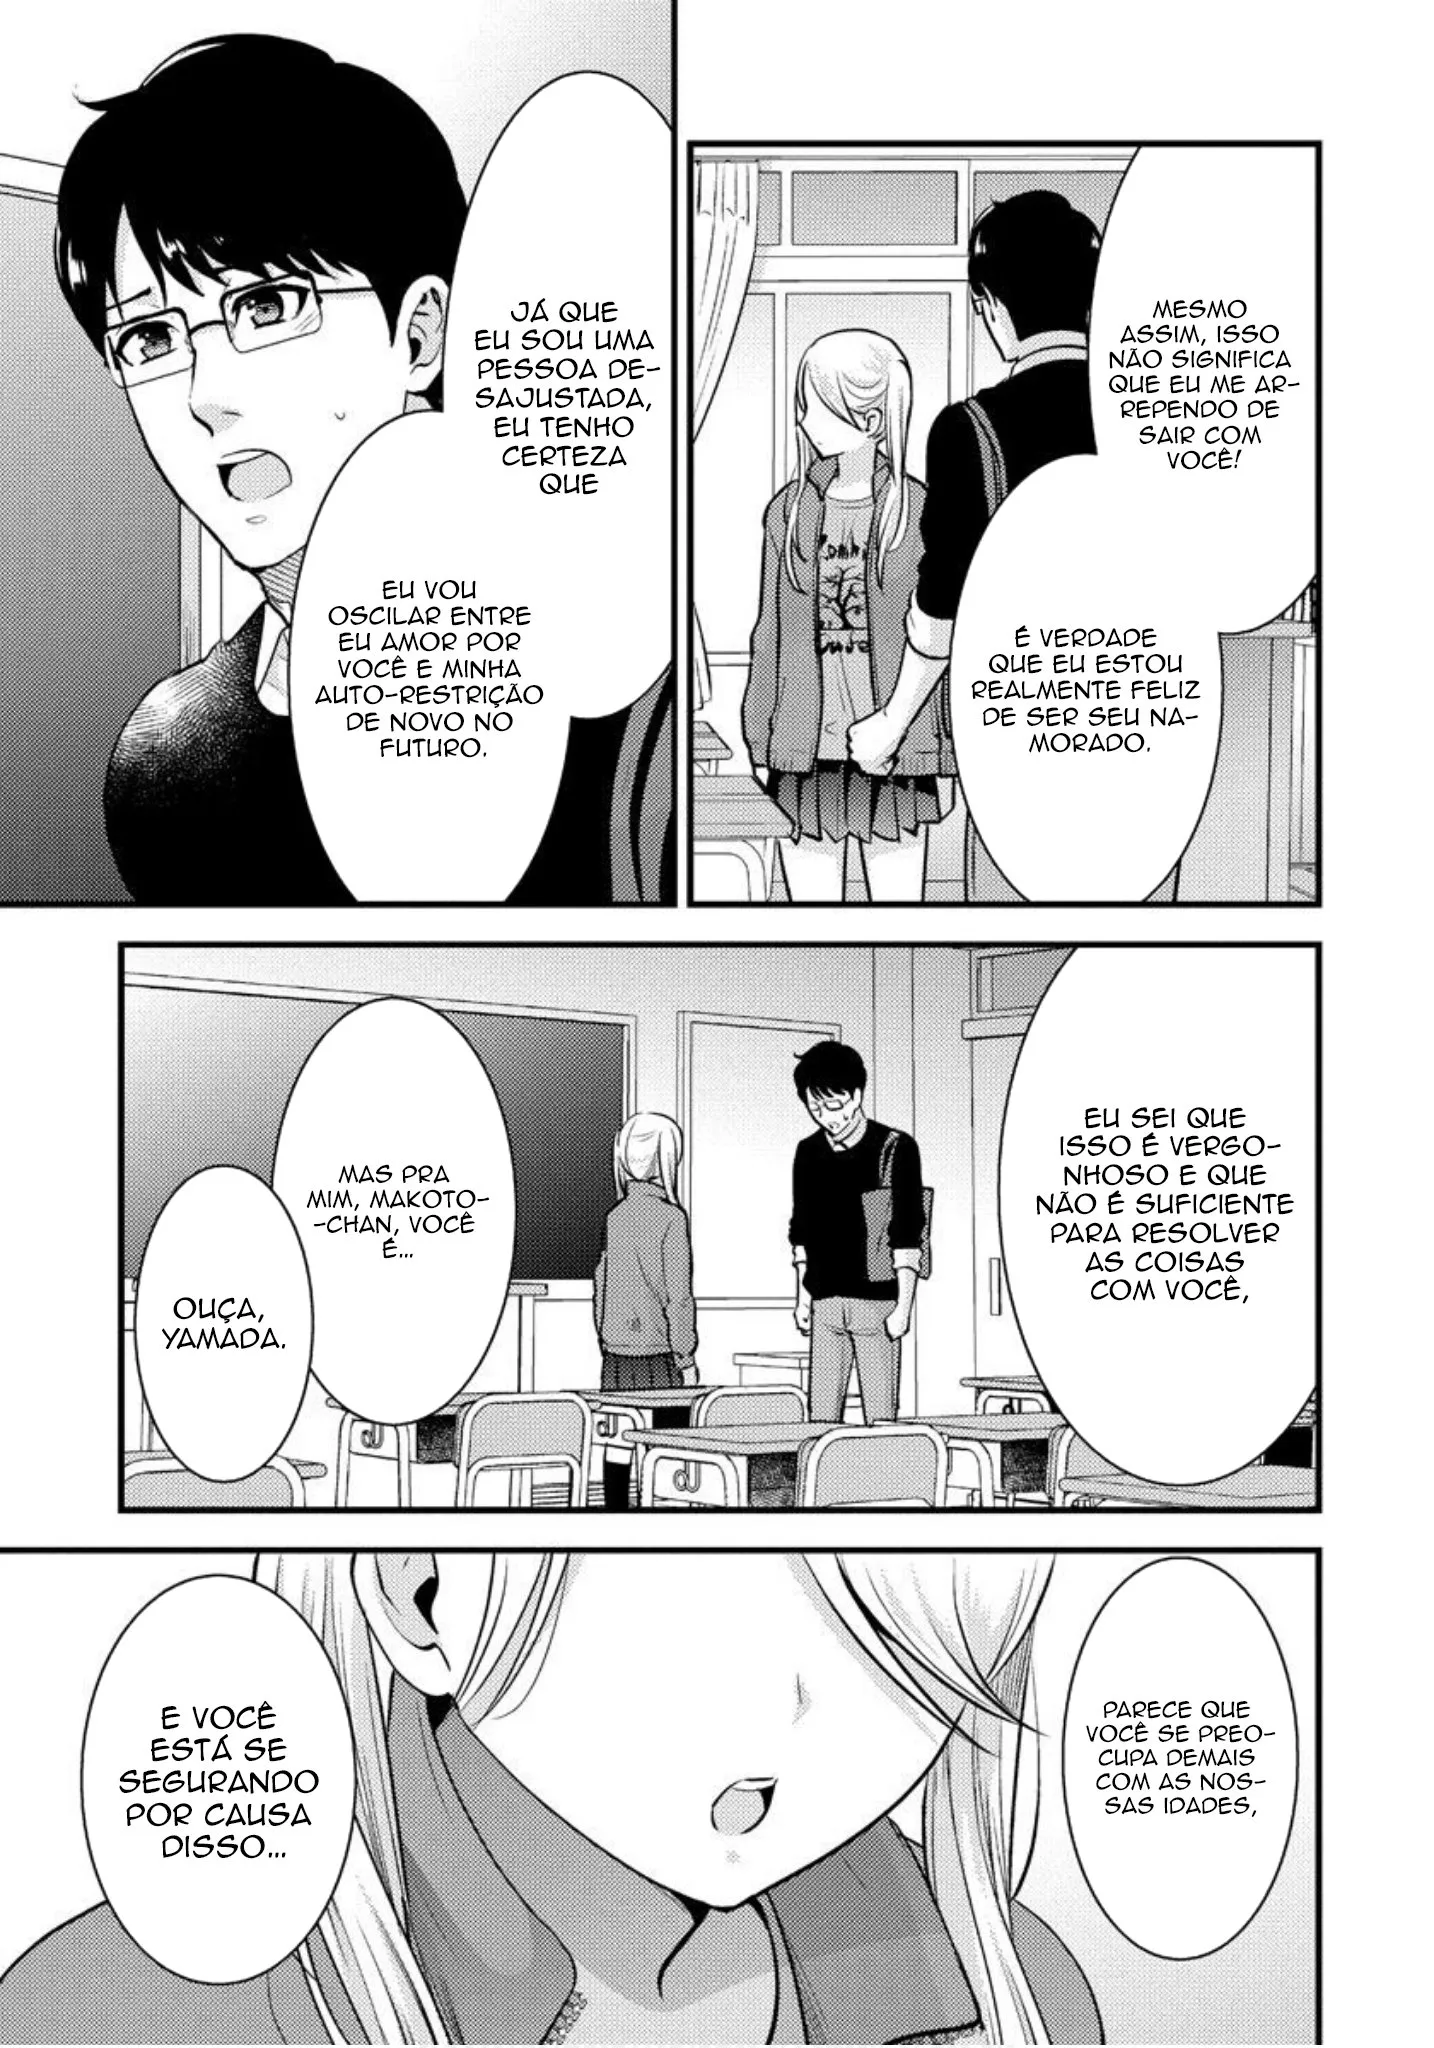 MESMO
ASSIM, ISSO
NÃO SIGNIFICA
QUE EU ME AR-
REPENDO DE
SAIR COM
VOCÊ!
É VERDADE
QUE EU ESTOU
REALMENTE FELIZ
DE SER SEU NA-
MORADO.
JÁ QUE
EU SOU UMA
PESSOA DE-
SAJUSTADA,
EU TENHO
CERTEZA
QUE
EU VOU
OSCILAR ENTRE
EU AMOR POR
VOCÊ E MINHA
AUTO-RESTRIÇÃO
DE NOVO NO
FUTURO.
EU SEI QUE
ISSO É VERGO-
NHOSO E QUE
NÃO É SUFICIENTE
PARA RESOLVER
AS COISAS
COM VOCÊ,
MAS PRA
MIM, MAKOTO-
-CHAN, VOCÊ
É...
OUÇA,
YAMADA.
PARECE QUE
VOCÊ SE PREO-
CUPA DEMAIS
COM AS NOS-
SAS IDADES,
E VOCÊ
ESTÁ SE
SEGURANDO
POR CAUSA
DISSO...